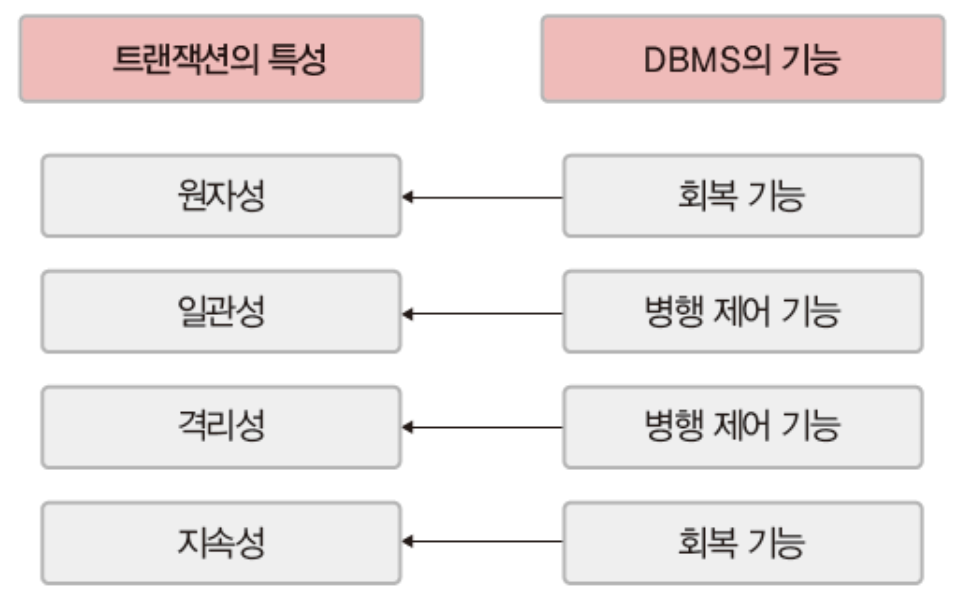 트랜잭션의 특성
DBMS의 기능
원자성
회복 기능
일관성
병행 제어 기능
격리성
병행 제어 기능
지속성
회복 기능